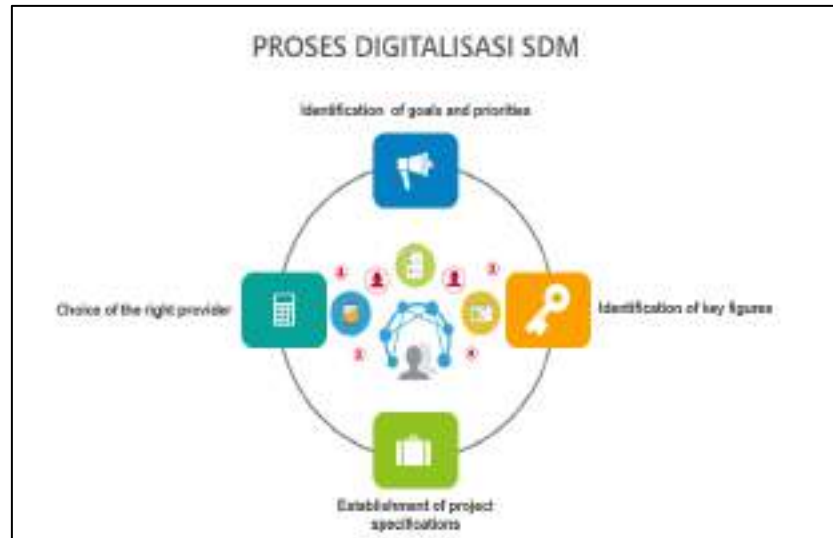 PROSES DIGITALISASI SDM
Identification of goals and priorities
Choice of the right provider
Identification of key figures
Establishment of project
specifications